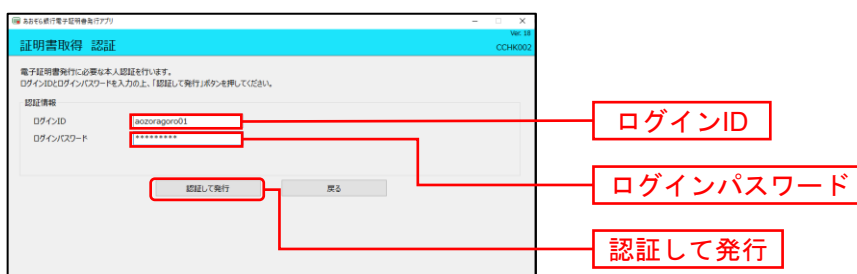 あおぞら銀行電子証明書発行アプリ
Ver. 18
証明書取得 認証
CCHK002
電子証明書発行に必要な本人認証を行います。
ログインIDとログインパスワードを入力の上、「認証して発行」ボタンを押してください。
認証情報
ログインID
aozoragoro01
ログインID
ログインパスワード
*********
ログインパスワード
認証して発行
戻る
認証して発行